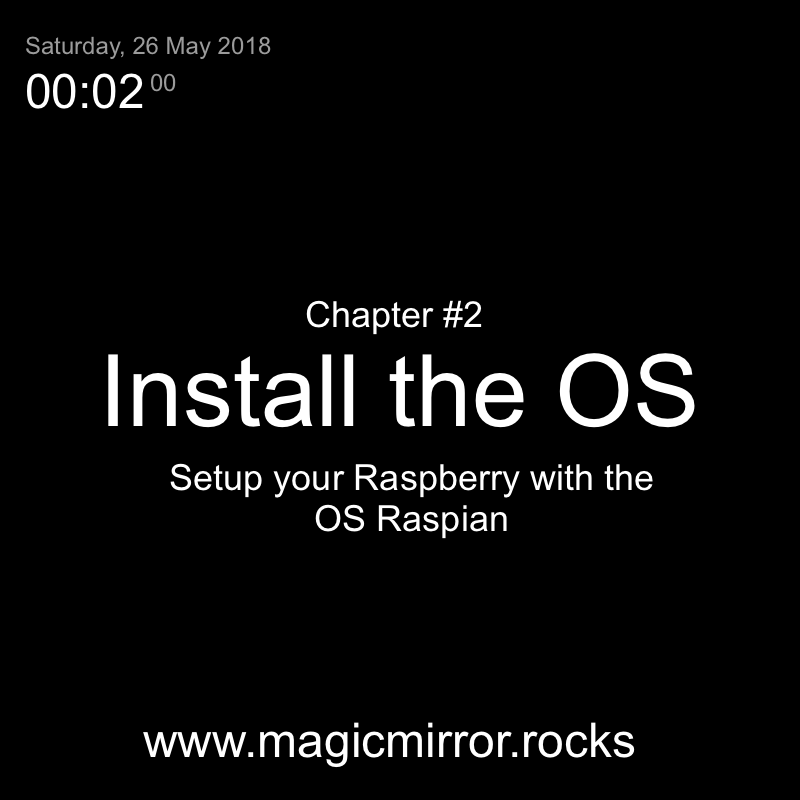 Saturday, 26 May 2018
00:02 00
Chapter #2
Install the OS
Setup your Raspberry with the
OS Raspian
www.magicmirror.rocks